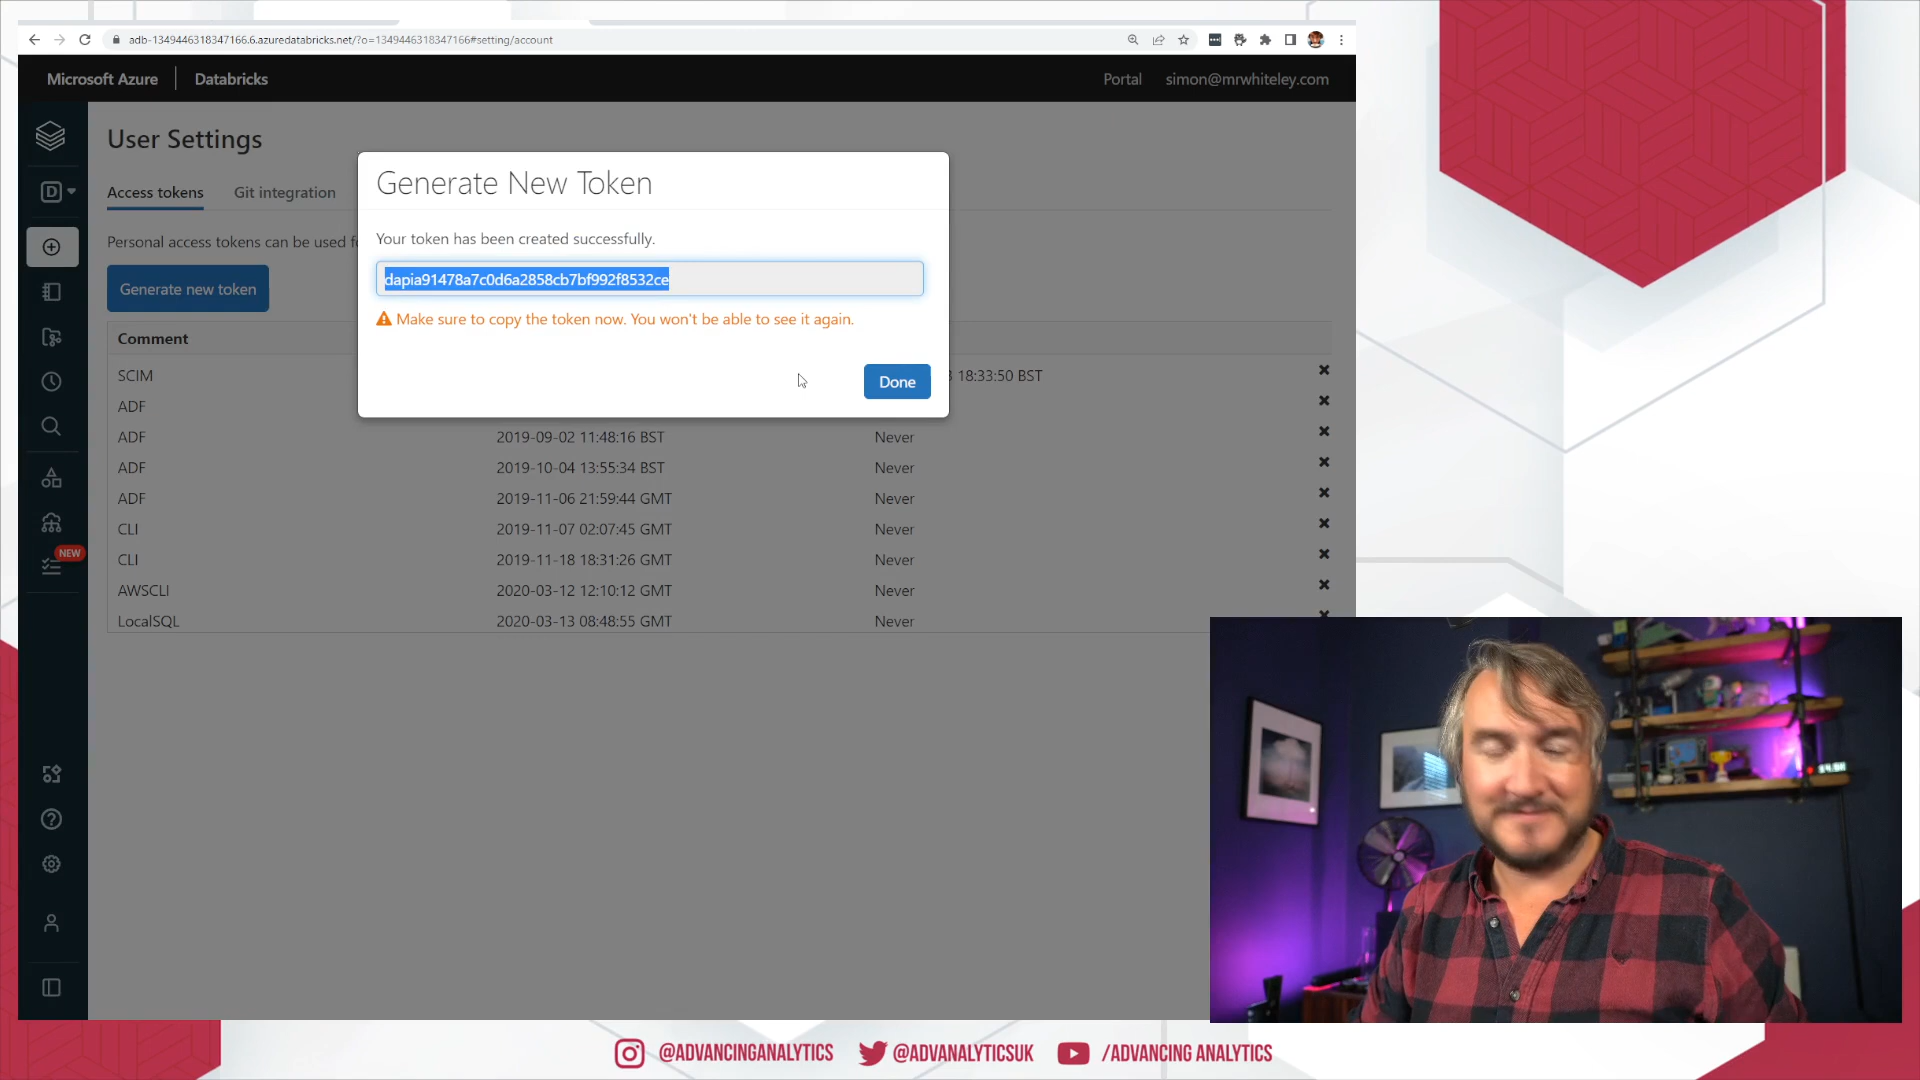 adb-1349446318347166.6.azuredatabricks.net/?o=1349446318347166#setting/account
Microsoft Azure
Databricks
Portal
simon@mrwhiteley.com
User Settings
Access tokens
Git integration
Personal access tokens can be used fo
Generate new token
Generate New Token
Your token has been created successfully.
dapia91478a7c0d6a2858cb7bf992f8532ce
Make sure to copy the token now. You won't be able to see it again.
Done
Comment
SCIM 18:33:50 BST
ADF
ADF 2019-09-02 11:48:16 BST Never
ADF 2019-10-04 13:55:34 BST Never
ADF 2019-11-06 21:59:44 GMT Never
CLI 2019-11-07 02:07:45 GMT Never
CLI 2019-11-18 18:31:26 GMT Never
AWSCLI 2020-03-12 12:10:12 GMT Never
LocalSQL 2020-03-13 08:48:55 GMT Never
D
NEW
@ADVANCINGANALYTICS
@ADVANALYTICSUK
/ADVANCING ANALYTICS